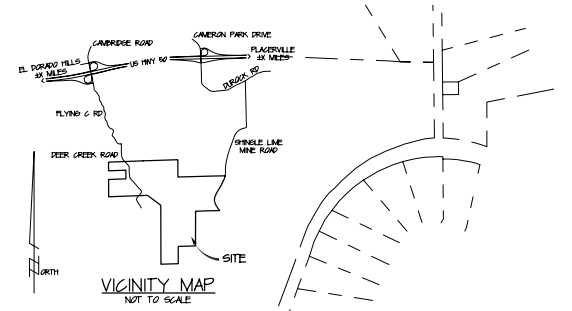 CAMBRIDGE ROAD
CAMERON PARK DRIVE
EL DORADO HILLS
±X MILES
US HWY 50
PLACERVILLE
±X MILES
DUROCK RD
FLYING C RD
SHINGLE LIME
MINE ROAD
DEER CREEK ROAD
SITE
NORTH
VICINITY MAP
NOT TO SCALE